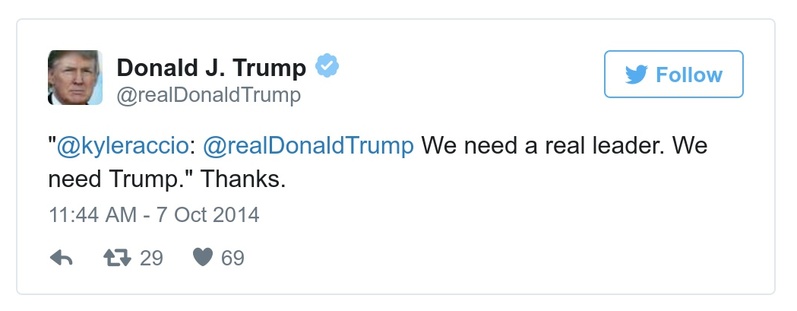 Donald J. Trump
@realDonaldTrump
Follow
"@kyleraccio: @realDonaldTrump We need a real leader. We
need Trump." Thanks.
11:44 AM - 7 Oct 2014
29 69